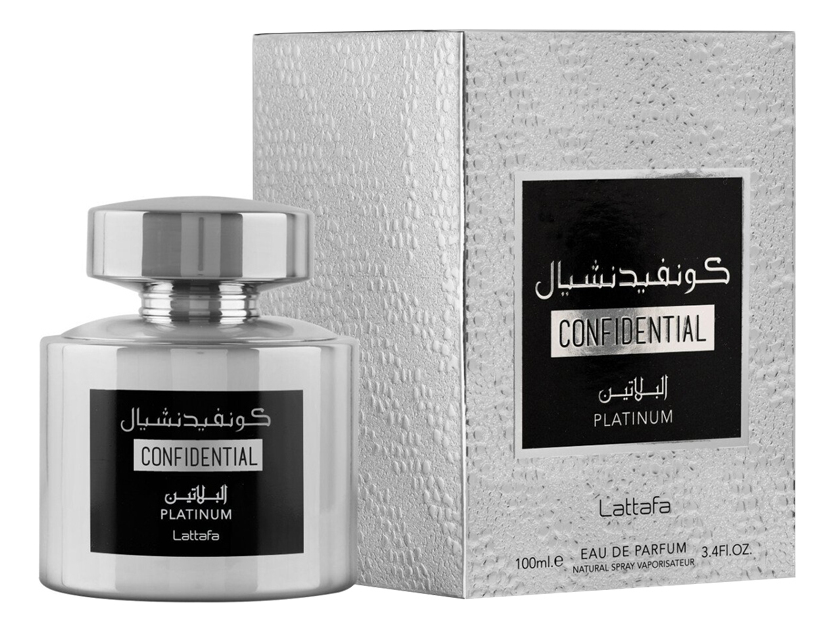 كونفيدنشيال
CONFIDENTIAL
البلاتين
PLATINUM
Lattafa
كونفيدنشيال
CONFIDENTIAL
البلاتين
PLATINUM
Lattafa
100ml.e EAU DE PARFUM 3.4Fl.OZ.
NATURAL SPRAY VAPORISATEUR